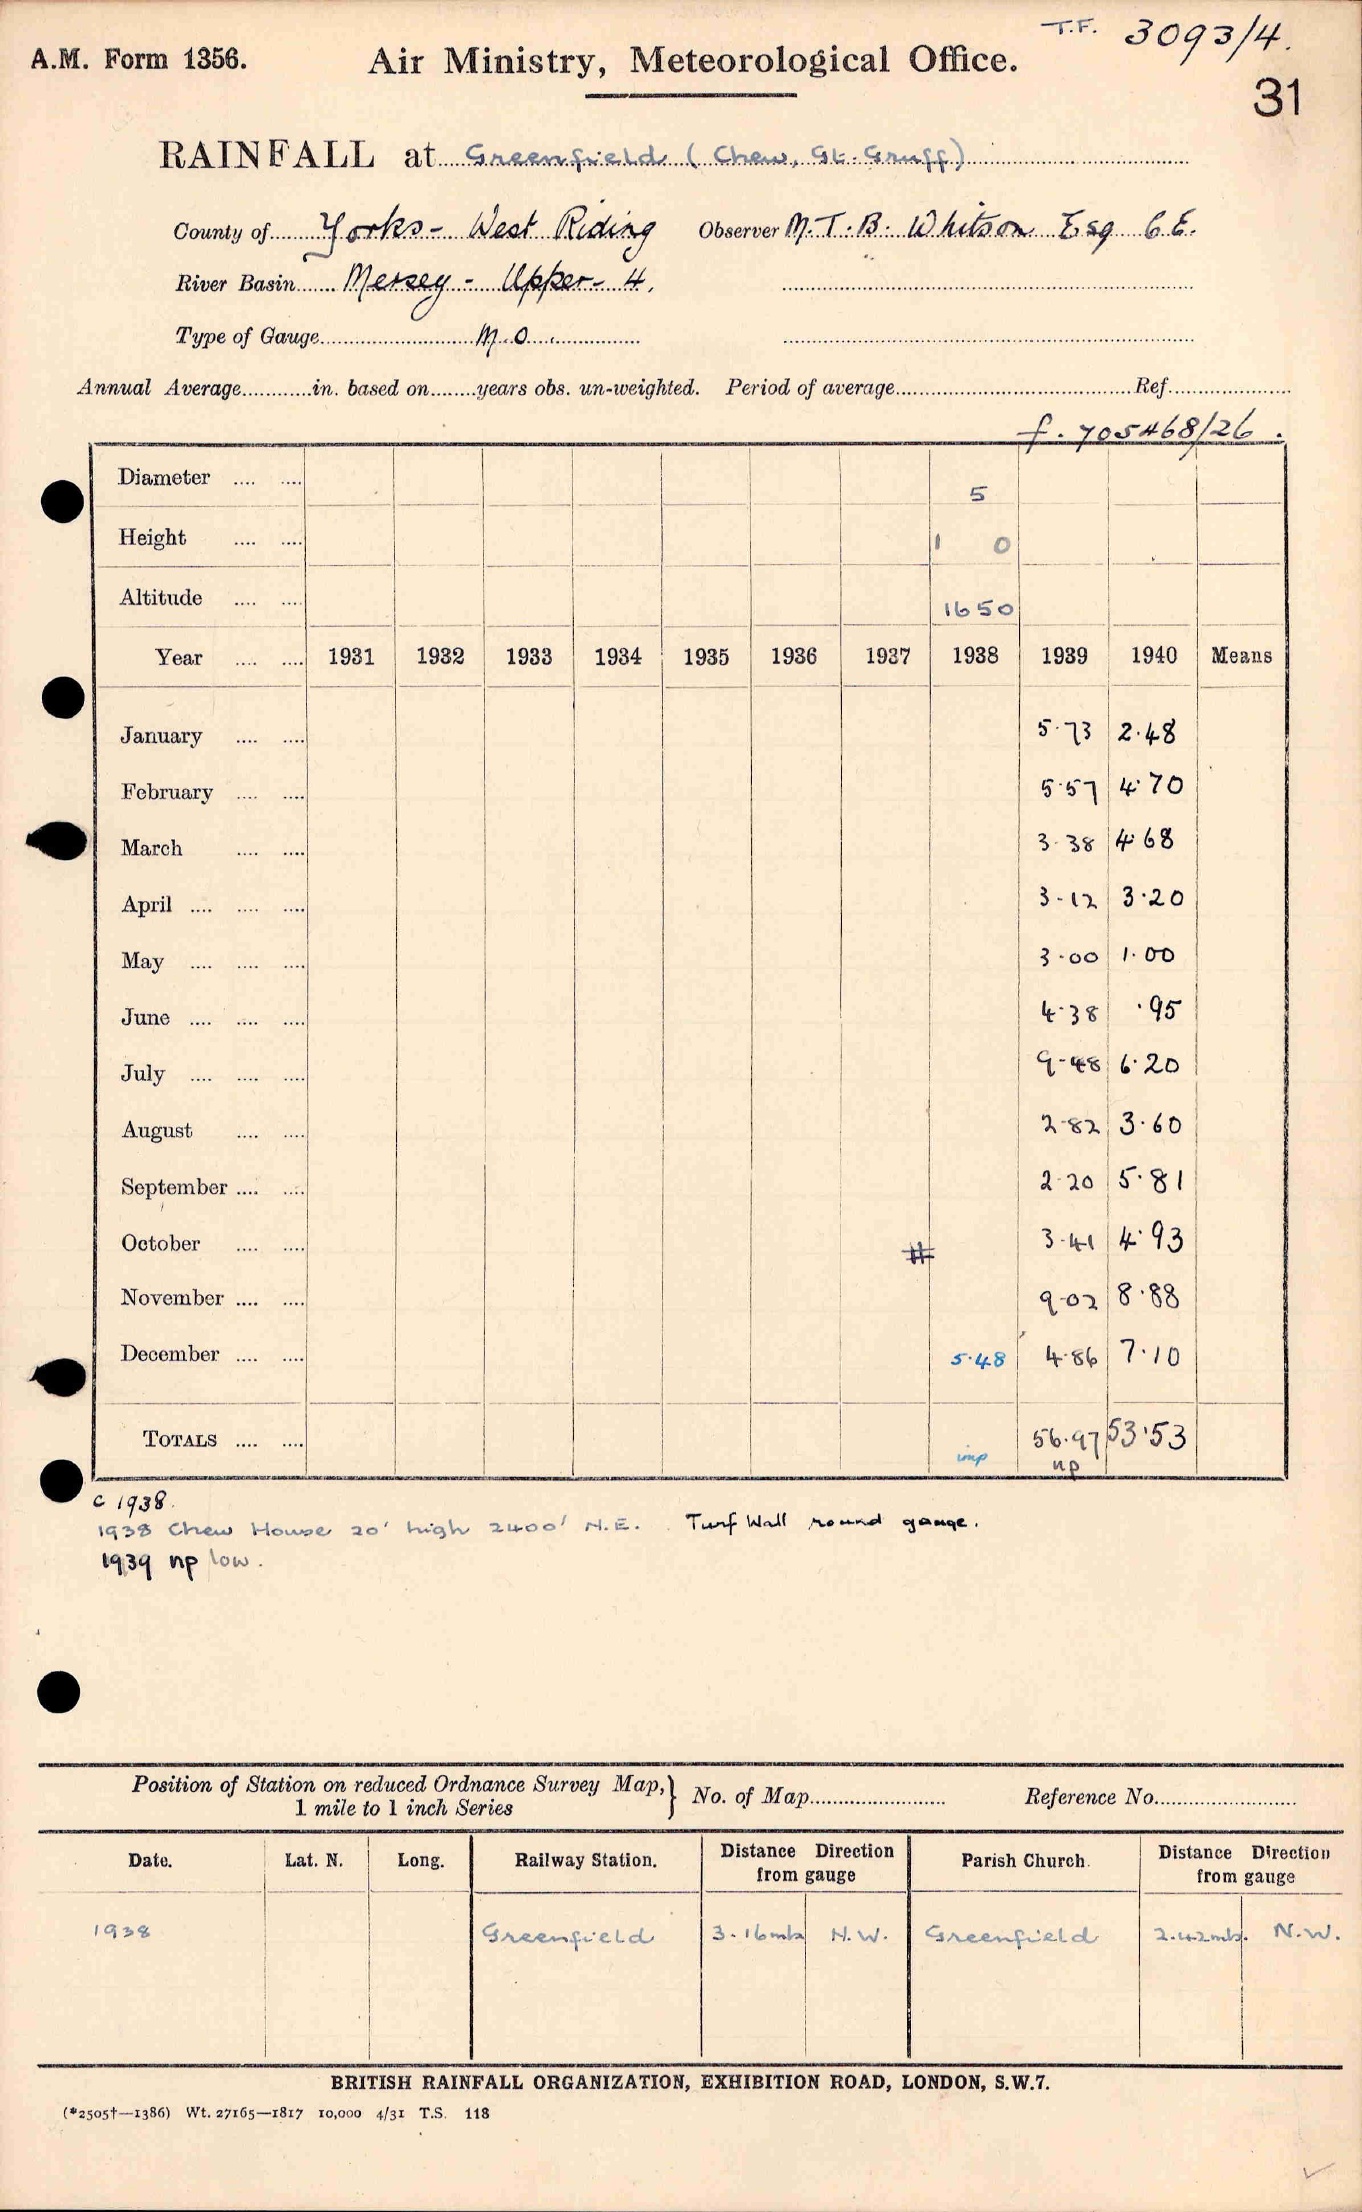 T.F. 3093/4.
A.M. Form 1356. Air Ministry, Meteorological Office.
31
RAINFALL at Greenfield (Chew, Gt. Gruff)
County of Yorks - West Riding Observer M.T.B. Whitson Esq C.E.
River Basin Mersey - Upper - 4.
Type of Gauge M.O.
Annual Average in. based on years obs. un-weighted. Period of average Ref.
f. 705468/26.
Diameter 5
Height 1 0
Altitude 1650
Year 1931 1932 1933 1934 1935 1936 1937 1938 1939 1940 Means
January 5.73 2.48
February 5.57 4.70
March 3.38 4.68
April 3.12 3.20
May 3.00 1.00
June 4.38 .95
July 9.48 6.20
August 2.82 3.60
September 2.20 5.81
October # 3.41 4.93
November 9.02 8.88
December 5.48 4.86 7.10
TOTALS imp 56.97 53.53
np
c 1938.
1938 Chew House 20' high 2400' N.E. Turf Wall round gauge.
1939 np low.
Position of Station on reduced Ordnance Survey Map, } No. of Map Reference No.
1 mile to 1 inch Series
Date. Lat. N. Long. Railway Station. Distance Direction from gauge Parish Church. Distance Direction from gauge
1938 Greenfield 3.16mls N.W. Greenfield 2.42mls. N.W.
BRITISH RAINFALL ORGANIZATION, EXHIBITION ROAD, LONDON, S.W.7.
(*2505†—1386) Wt. 27165—1817 10,000 4/31 T.S. 118